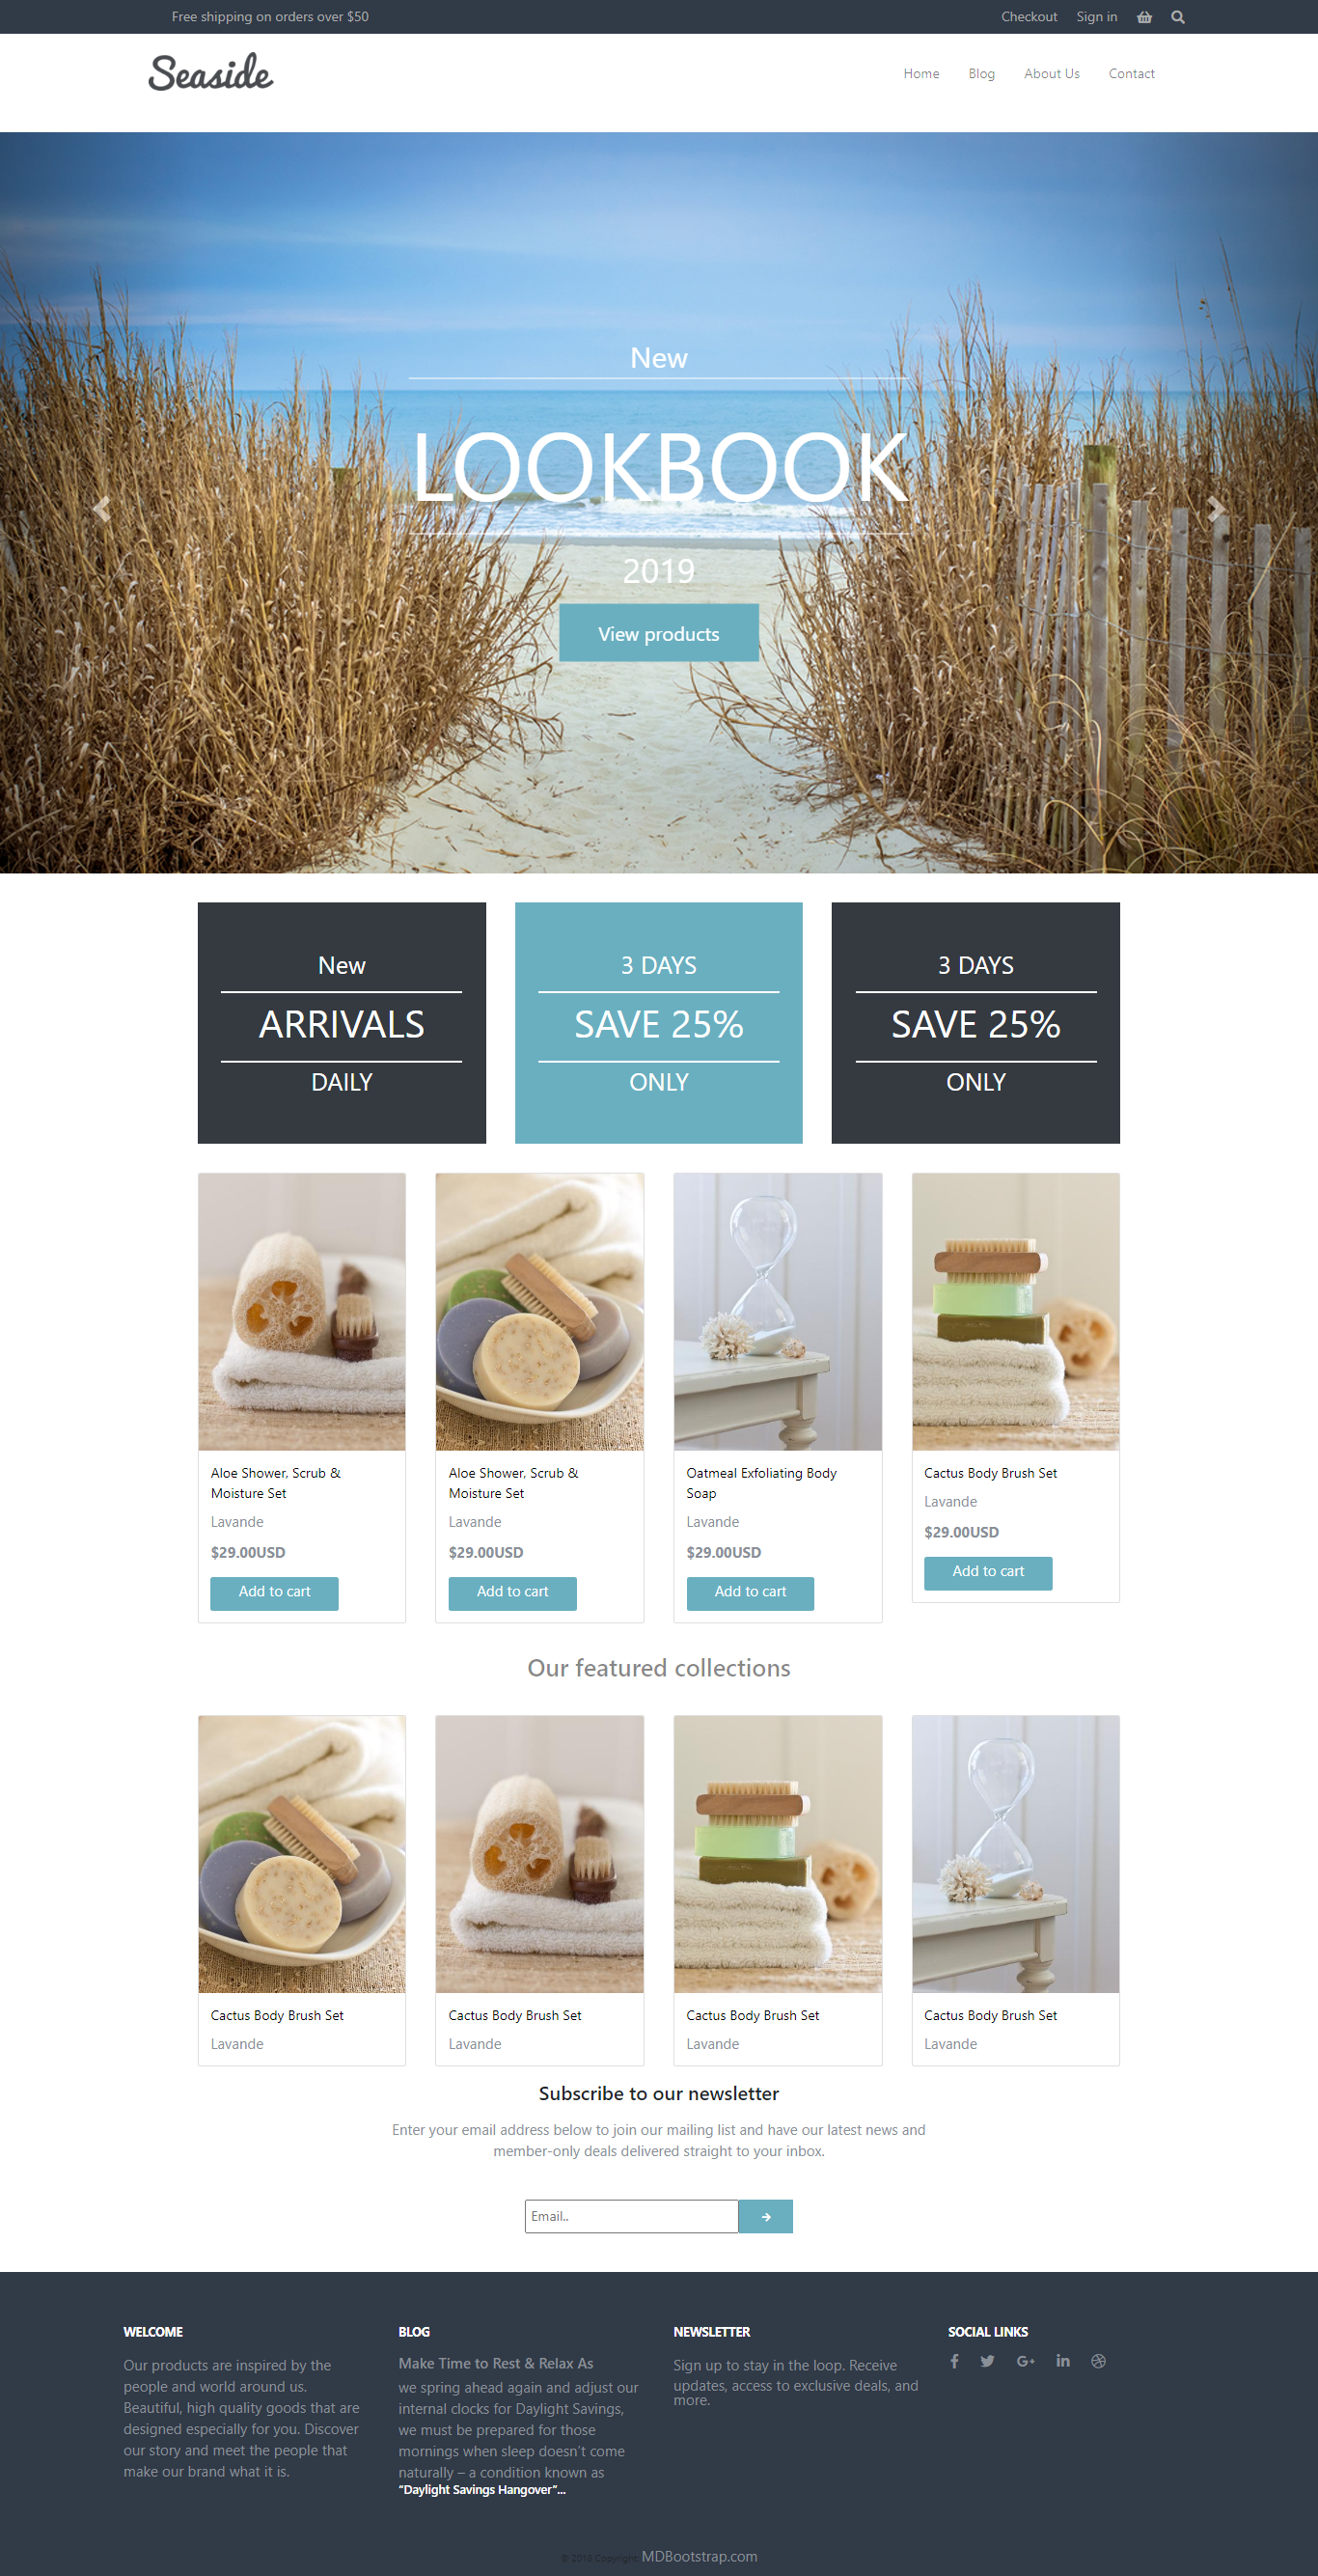 Free shipping on orders over $50
Checkout Sign in
Seaside
Home Blog About Us Contact
New
LOOKBOOK
2019
View products
New
ARRIVALS
DAILY
3 DAYS
SAVE 25%
ONLY
3 DAYS
SAVE 25%
ONLY
Aloe Shower, Scrub &
Moisture Set
Lavande
$29.00USD
Add to cart
Aloe Shower, Scrub &
Moisture Set
Lavande
$29.00USD
Add to cart
Oatmeal Exfoliating Body
Soap
Lavande
$29.00USD
Add to cart
Cactus Body Brush Set
Lavande
$29.00USD
Add to cart
Our featured collections
Cactus Body Brush Set
Lavande
Cactus Body Brush Set
Lavande
Cactus Body Brush Set
Lavande
Cactus Body Brush Set
Lavande
Subscribe to our newsletter
Enter your email address below to join our mailing list and have our latest news and
member-only deals delivered straight to your inbox.
Email..
WELCOME
Our products are inspired by the
people and world around us.
Beautiful, high quality goods that are
designed especially for you. Discover
our story and meet the people that
make our brand what it is.
BLOG
Make Time to Rest & Relax As
we spring ahead again and adjust our
internal clocks for Daylight Savings,
we must be prepared for those
mornings when sleep doesn't come
naturally – a condition known as
“Daylight Savings Hangover”...
NEWSLETTER
Sign up to stay in the loop. Receive
updates, access to exclusive deals, and
more.
SOCIAL LINKS
© 2018 Copyright: MDBootstrap.com